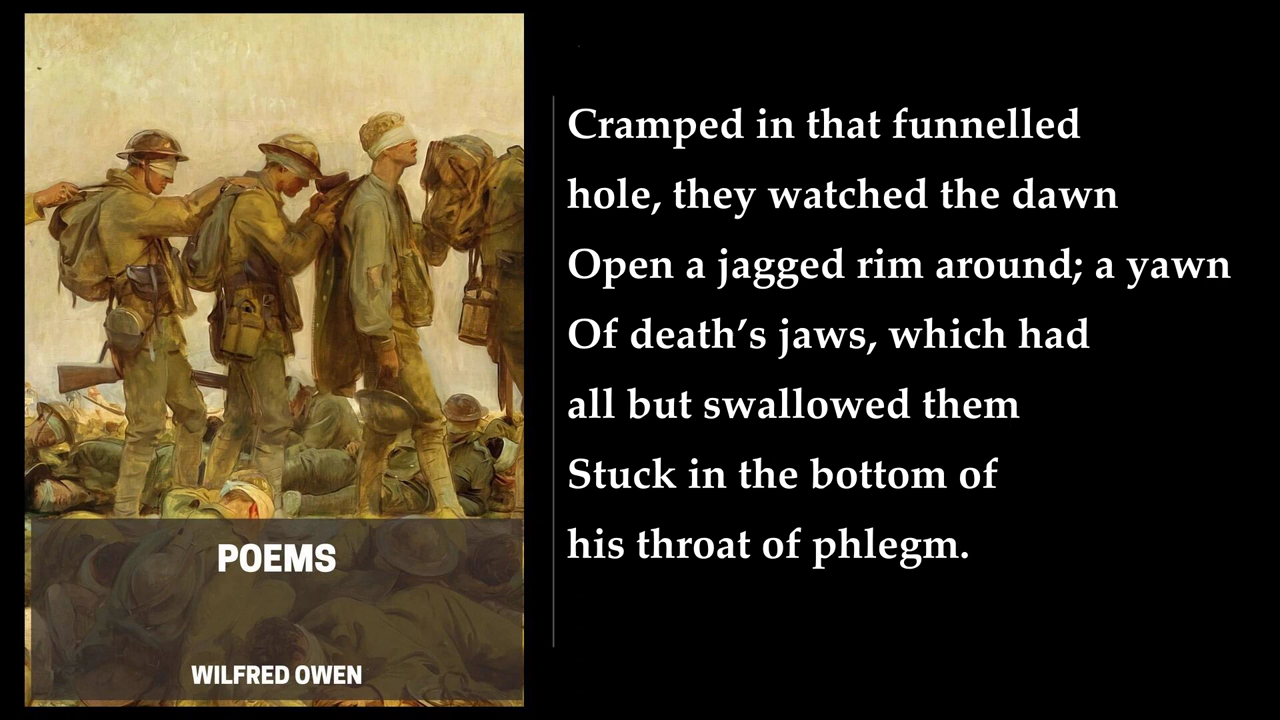 POEMS
WILFRED OWEN
Cramped in that funnelled
hole, they watched the dawn
Open a jagged rim around; a yawn
Of death’s jaws, which had
all but swallowed them
Stuck in the bottom of
his throat of phlegm.